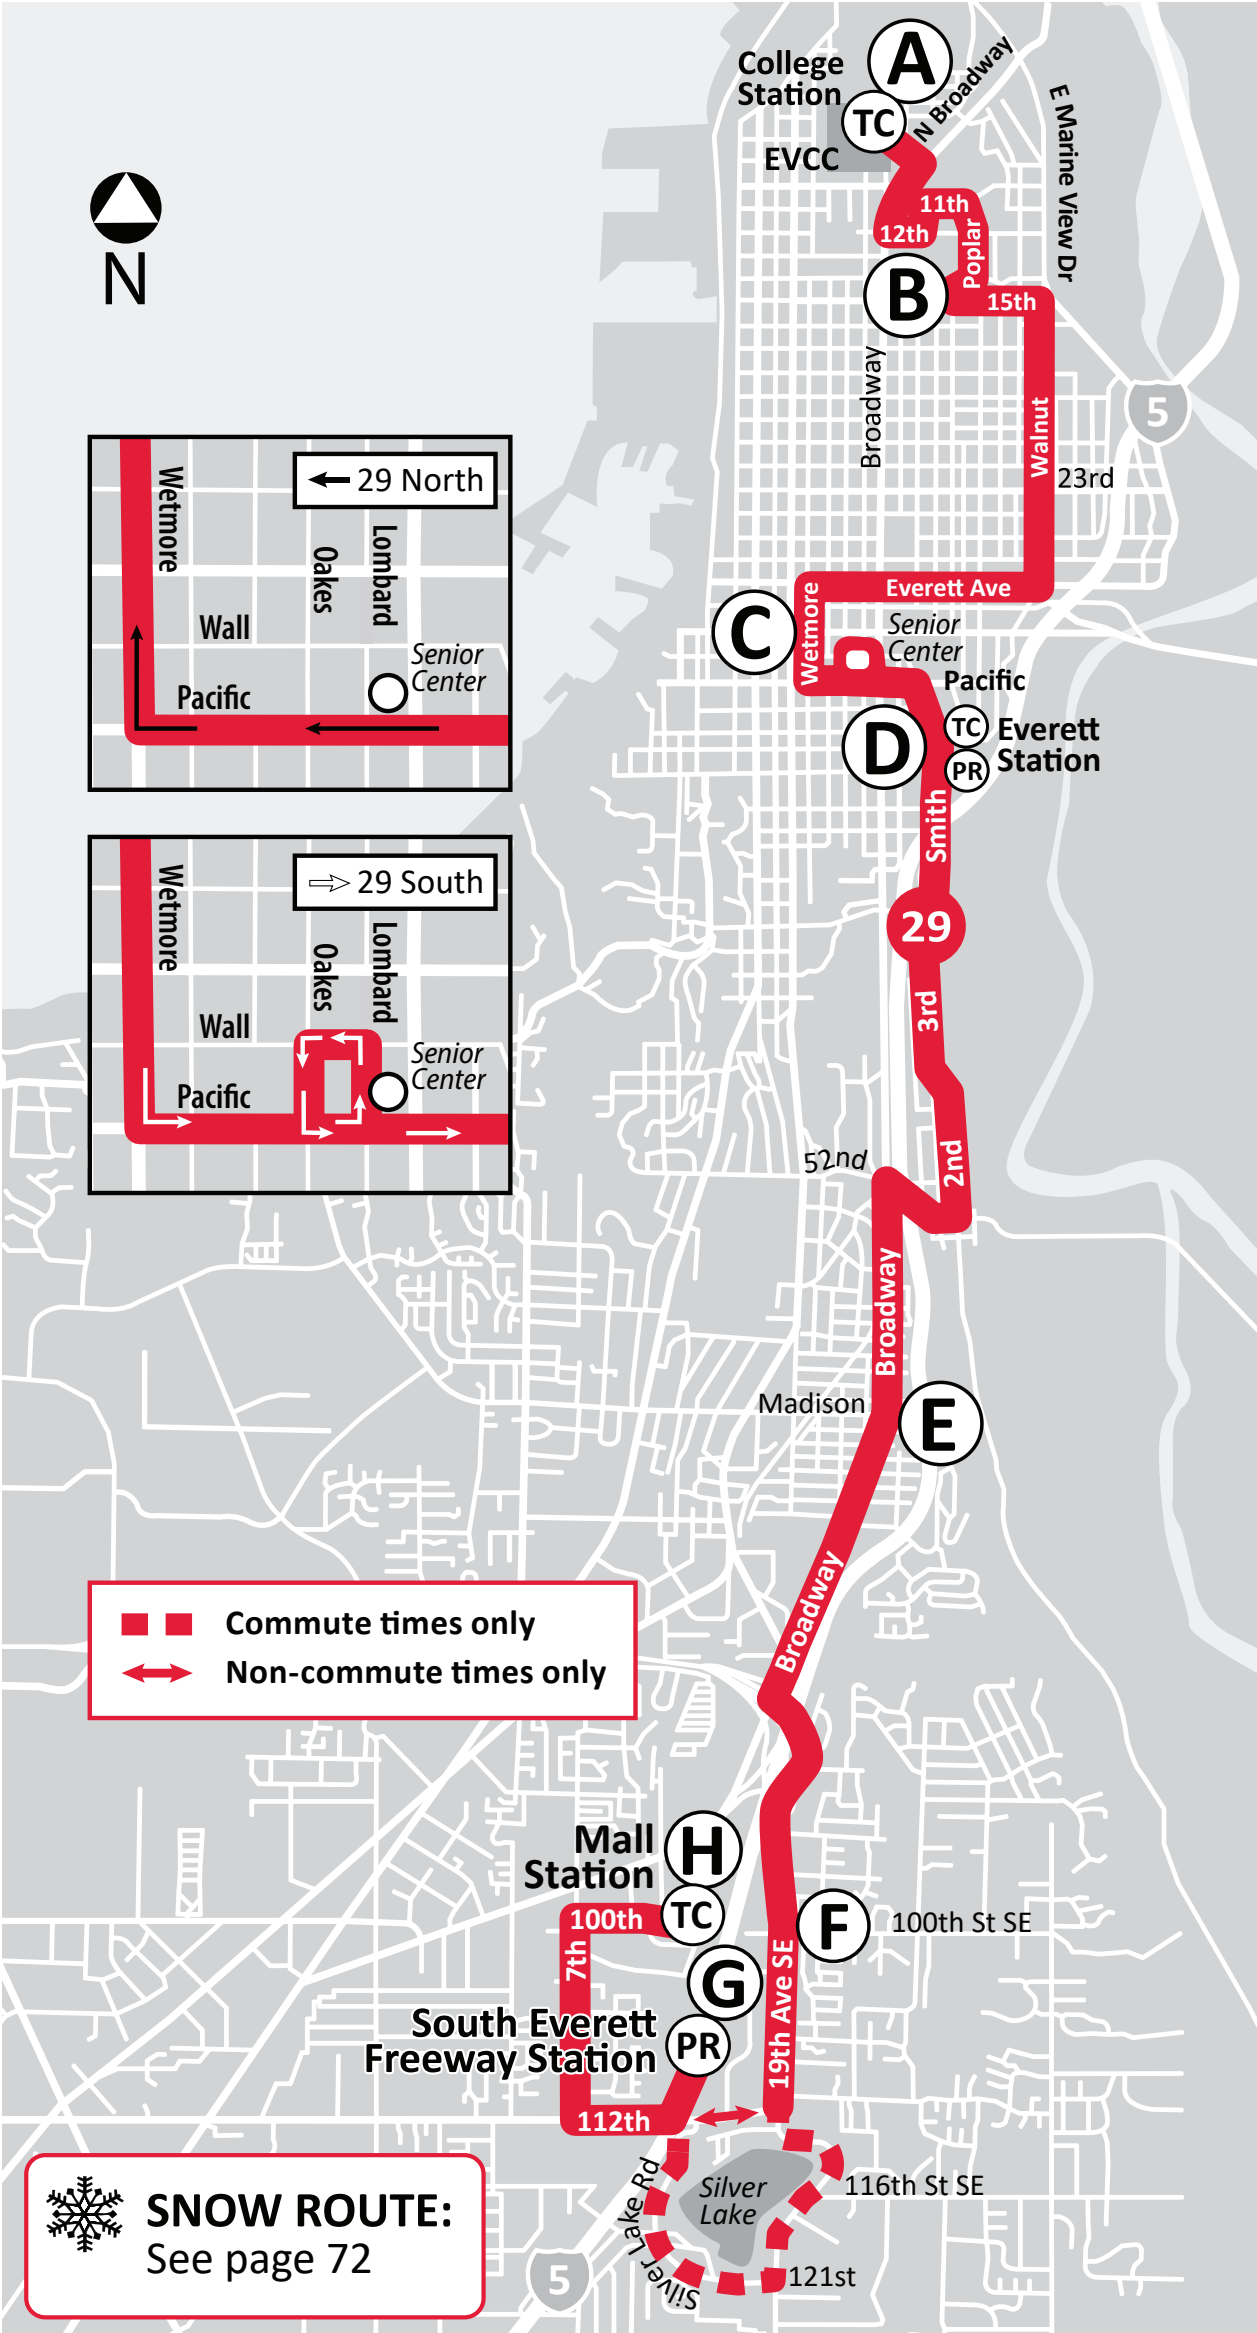 A
College
Station
TC
N Broadway
EVCC
E Marine View Dr
N
11th
12th
Poplar
B
15th
Broadway
5
Walnut
23rd
Everett Ave
C
Wetmore
Senior
Center
Pacific
D
TC
PR
Everett
Station
Smith
29
3rd
2nd
52nd
Broadway
Madison
E
Broadway
29 North
Wetmore
Oakes
Lombard
Wall
Senior
Center
Pacific
29 South
Wetmore
Oakes
Lombard
Wall
Senior
Center
Pacific
Commute times only
Non-commute times only
Mall
Station
H
TC
100th
F
100th St SE
7th
G
19th Ave SE
South Everett
Freeway Station
PR
112th
Silver
Lake
116th St SE
Silver Lake Rd
121st
5
SNOW ROUTE:
See page 72